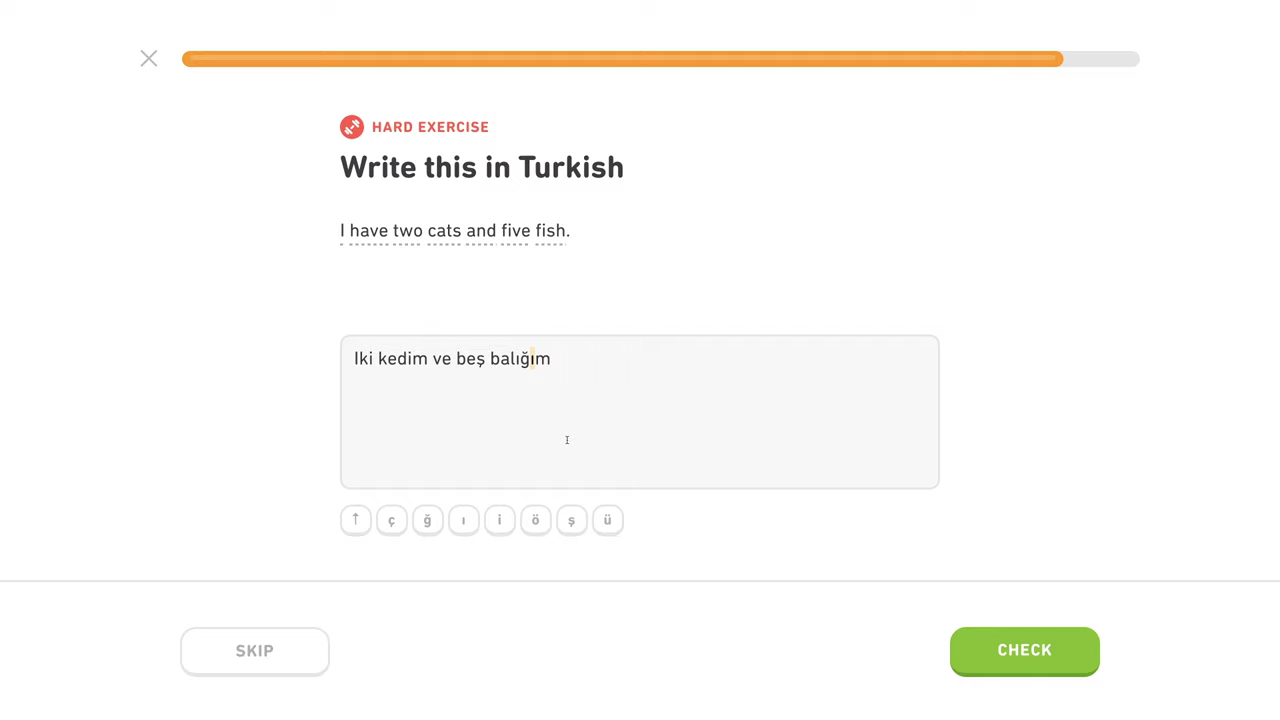 HARD EXERCISE
Write this in Turkish
I have two cats and five fish.
Iki kedim ve beş balığım
↑ ç ğ ı i ö ş ü
SKIP
CHECK